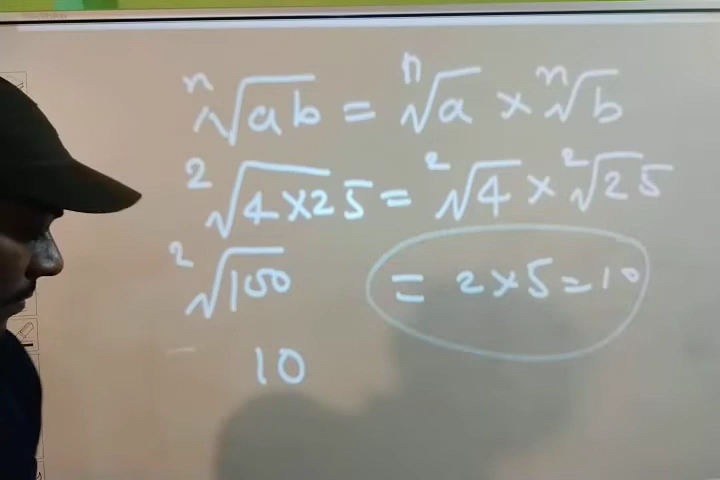 ⁿ√ab = ⁿ√a × ⁿ√b
²√4×25 = ²√4 × ²√25
²√100 = 2×5=10
10